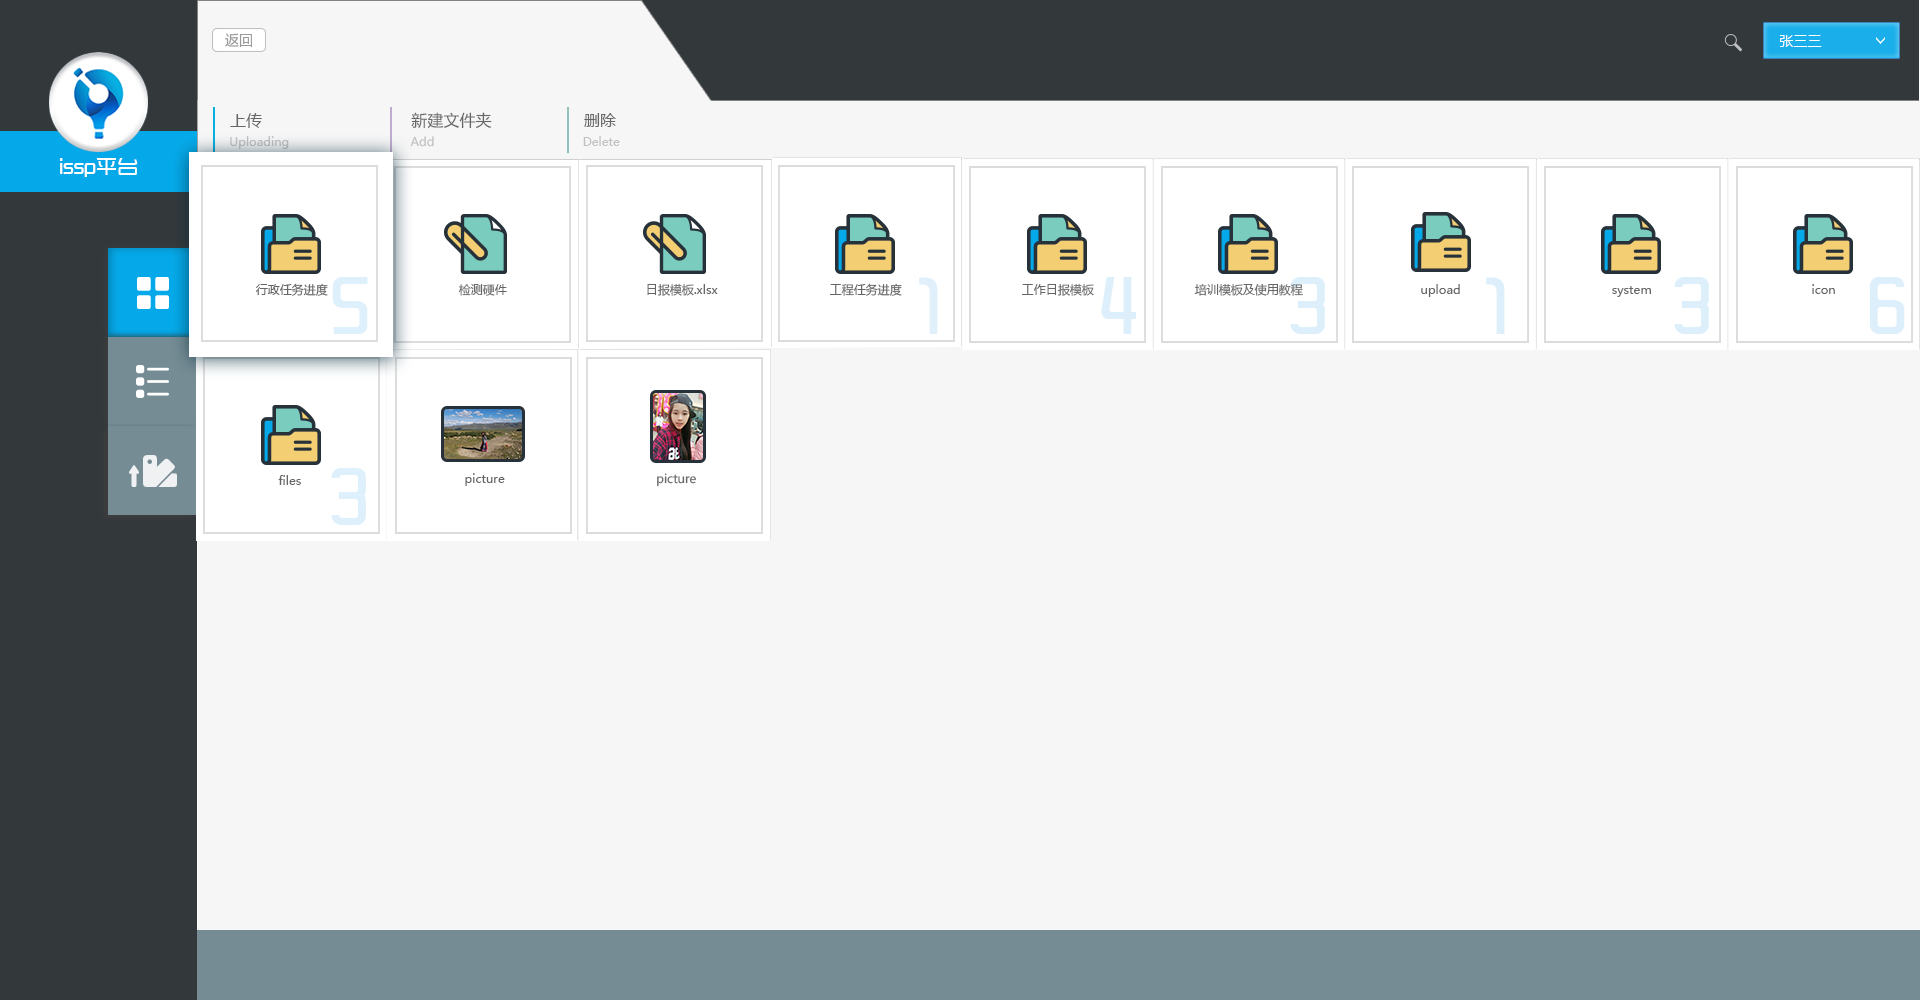 返回
张三三
issp平台
上传
Uploading
新建文件夹
Add
删除
Delete
行政任务进度
5
检测硬件
日报模板.xlsx
工程任务进度
1
工作日报模板
4
培训模板及使用教程
3
upload
1
system
3
icon
6
files
3
picture
picture